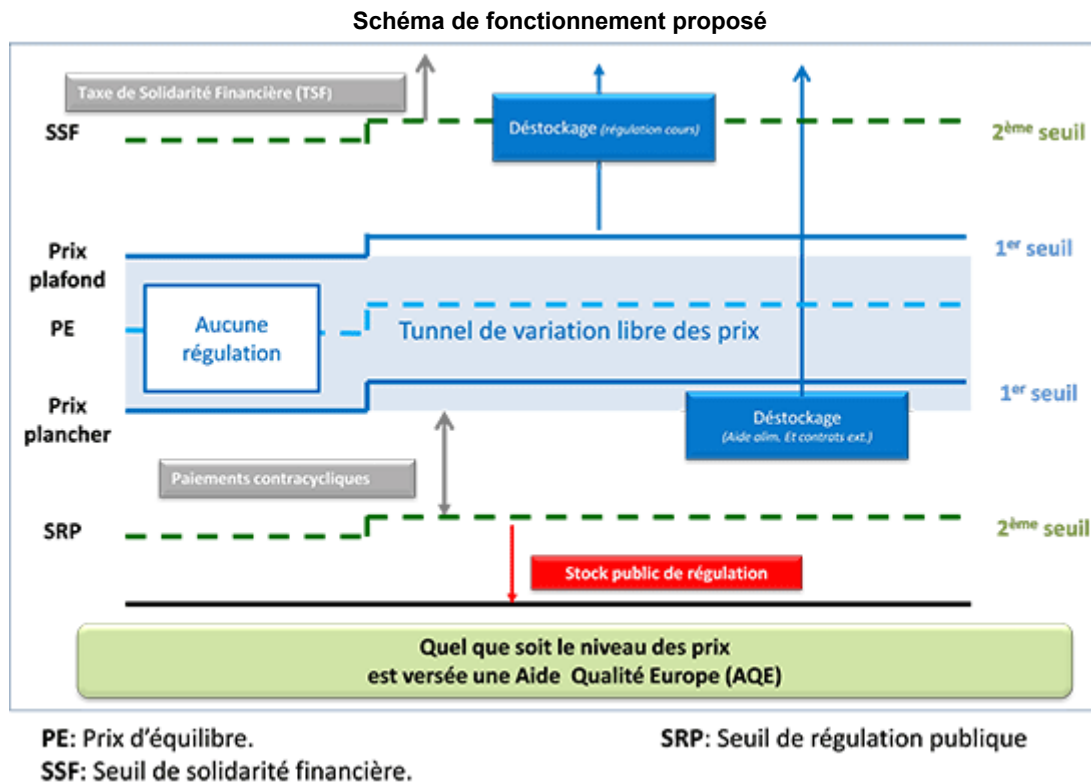 Schéma de fonctionnement proposé
Taxe de Solidarité Financière (TSF)
SSF
Déstockage (régulation cours)
2ème seuil
Prix
plafond
1er seuil
PE
Aucune
régulation
Tunnel de variation libre des prix
Prix
plancher
1er seuil
Déstockage
(Aide alim. Et contrats ext.)
Paiements contracycliques
SRP
2ème seuil
Stock public de régulation
Quel que soit le niveau des prix
est versée une Aide Qualité Europe (AQE)
PE: Prix d'équilibre.
SRP: Seuil de régulation publique
SSF: Seuil de solidarité financière.